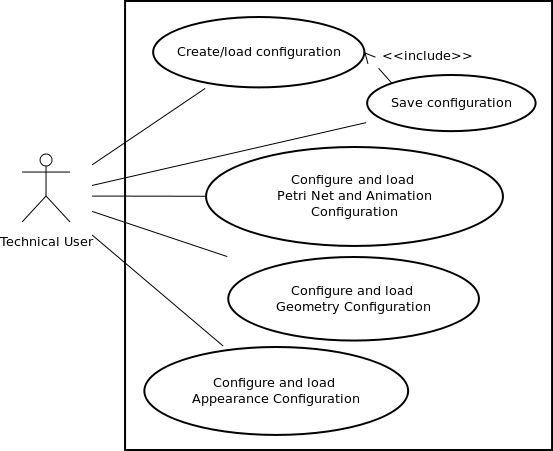 Create/load configuration
<<include>>
Save configuration
Configure and load
Petri Net and Animation
Configuration
Technical User
Configure and load
Geometry Configuration
Configure and load
Appearance Configuration